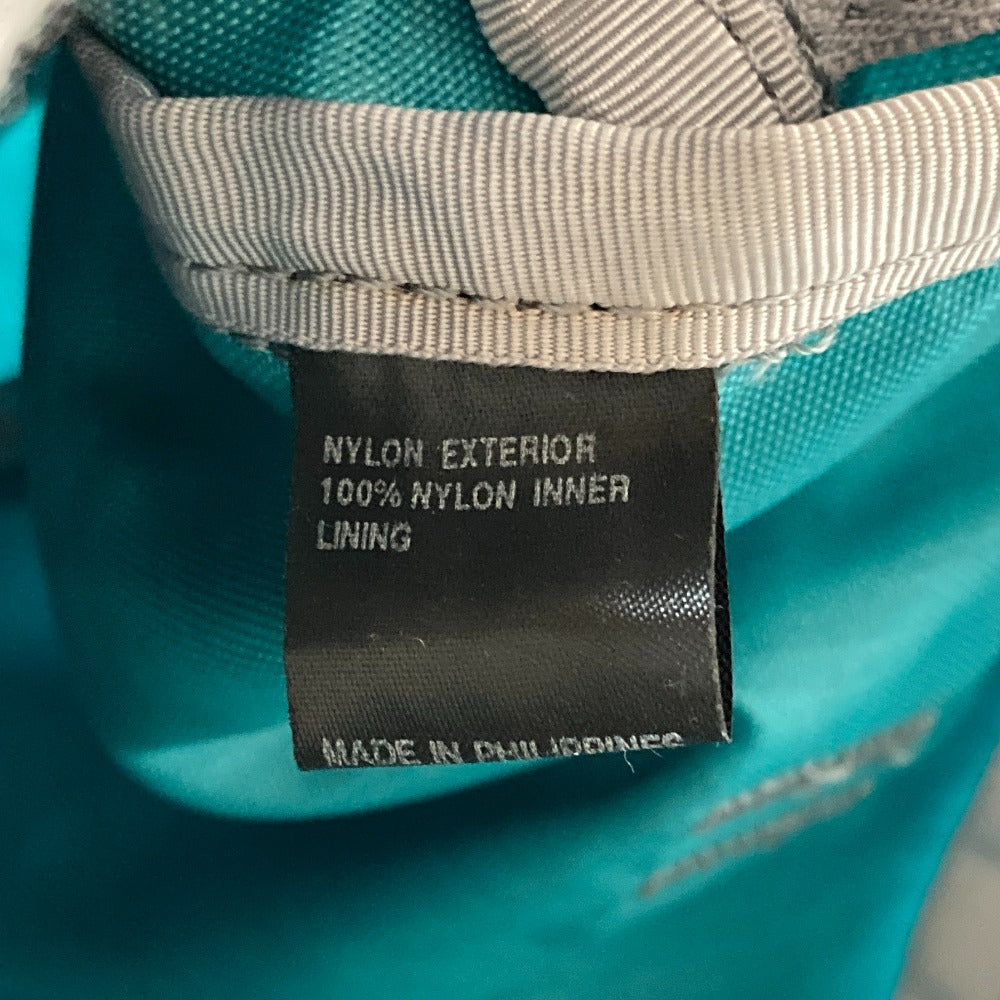 NYLON EXTERIOR
100% NYLON INNER
LINING
MADE IN PHILIPPINES